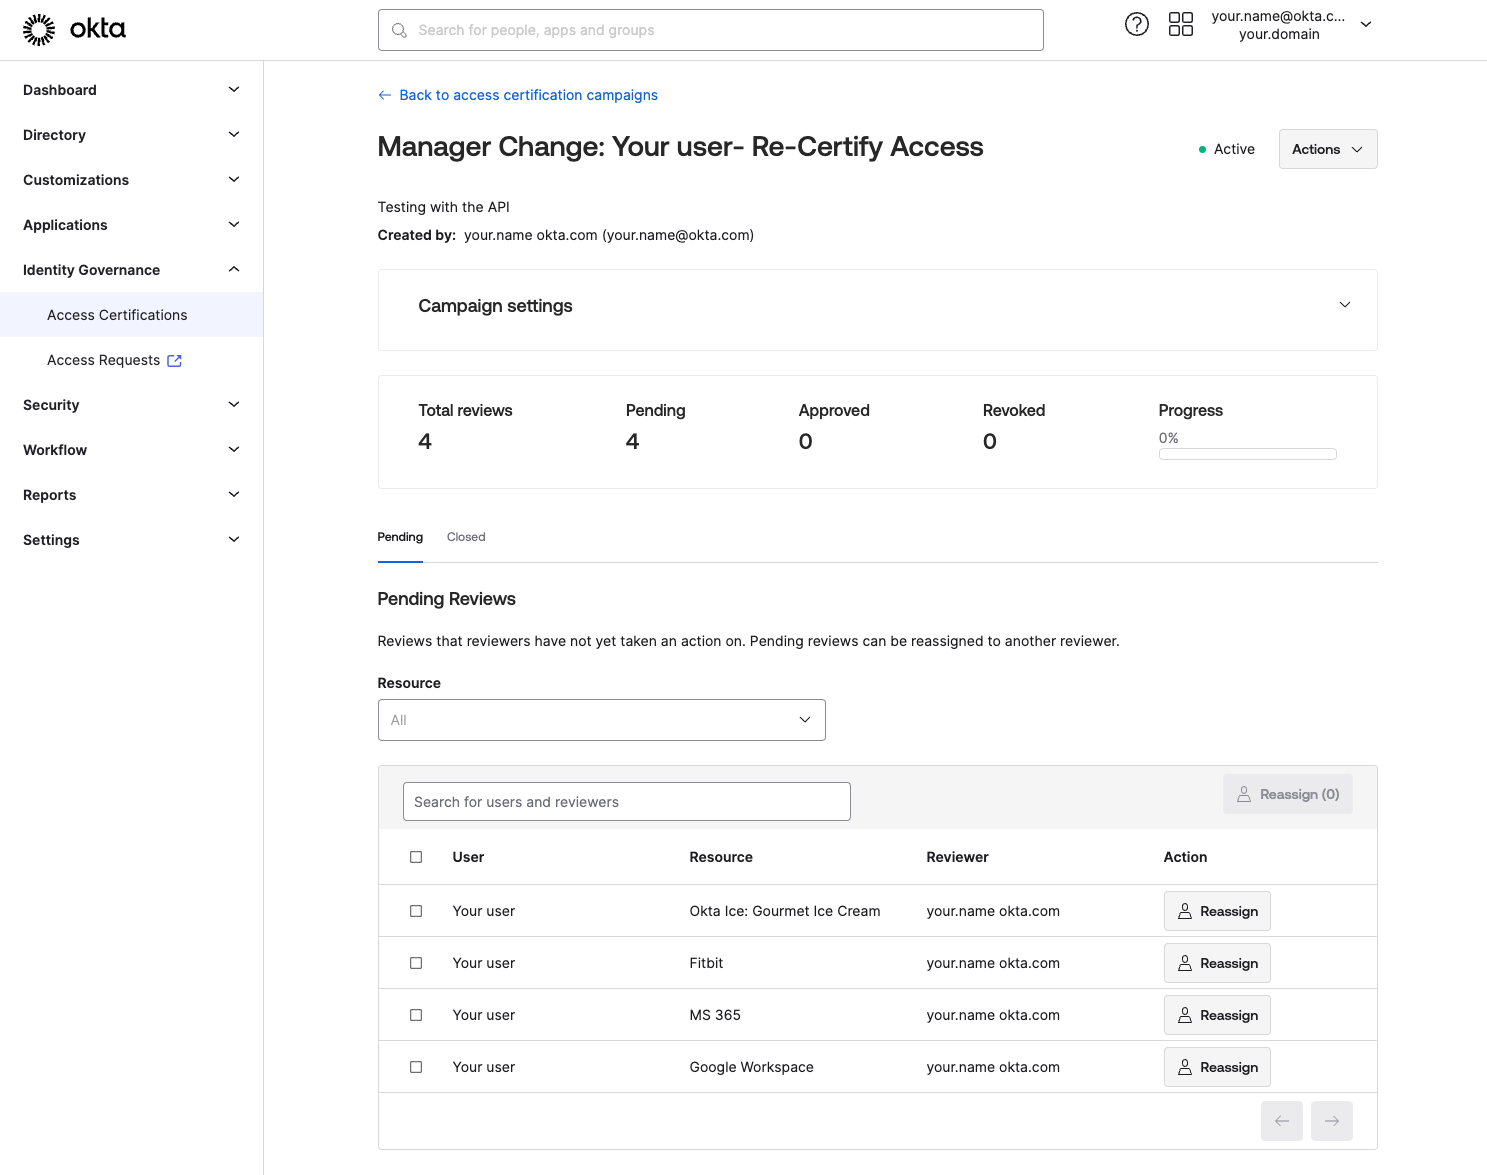 okta
Search for people, apps and groups
your.name@okta.c...
your.domain
Dashboard
Directory
Customizations
Applications
Identity Governance
Access Certifications
Access Requests
Security
Workflow
Reports
Settings
Back to access certification campaigns
Manager Change: Your user- Re-Certify Access
Active
Actions
Testing with the API
Created by: your.name okta.com (your.name@okta.com)
Campaign settings
Total reviews Pending Approved Revoked Progress
4 4 0 0 0%
Pending Closed
Pending Reviews
Reviews that reviewers have not yet taken an action on. Pending reviews can be reassigned to another reviewer.
Resource
All
Search for users and reviewers
Reassign (0)
User Resource Reviewer Action
Your user Okta Ice: Gourmet Ice Cream your.name okta.com Reassign
Your user Fitbit your.name okta.com Reassign
Your user MS 365 your.name okta.com Reassign
Your user Google Workspace your.name okta.com Reassign